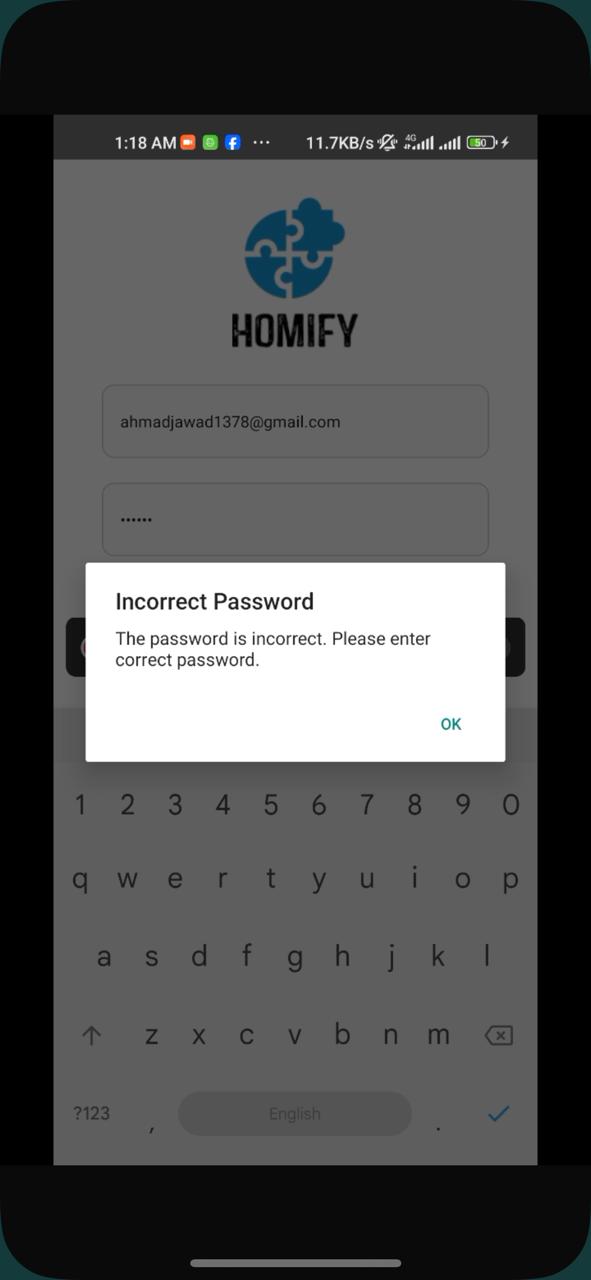 1:18 AM ... 11.7KB/s 4G 50
HOMIFY
ahmadjawad1378@gmail.com
••••••
Incorrect Password
The password is incorrect. Please enter
correct password.
OK
1 2 3 4 5 6 7 8 9 0
q w e r t y u i o p
a s d f g h j k l
z x c v b n m
?123 , English .